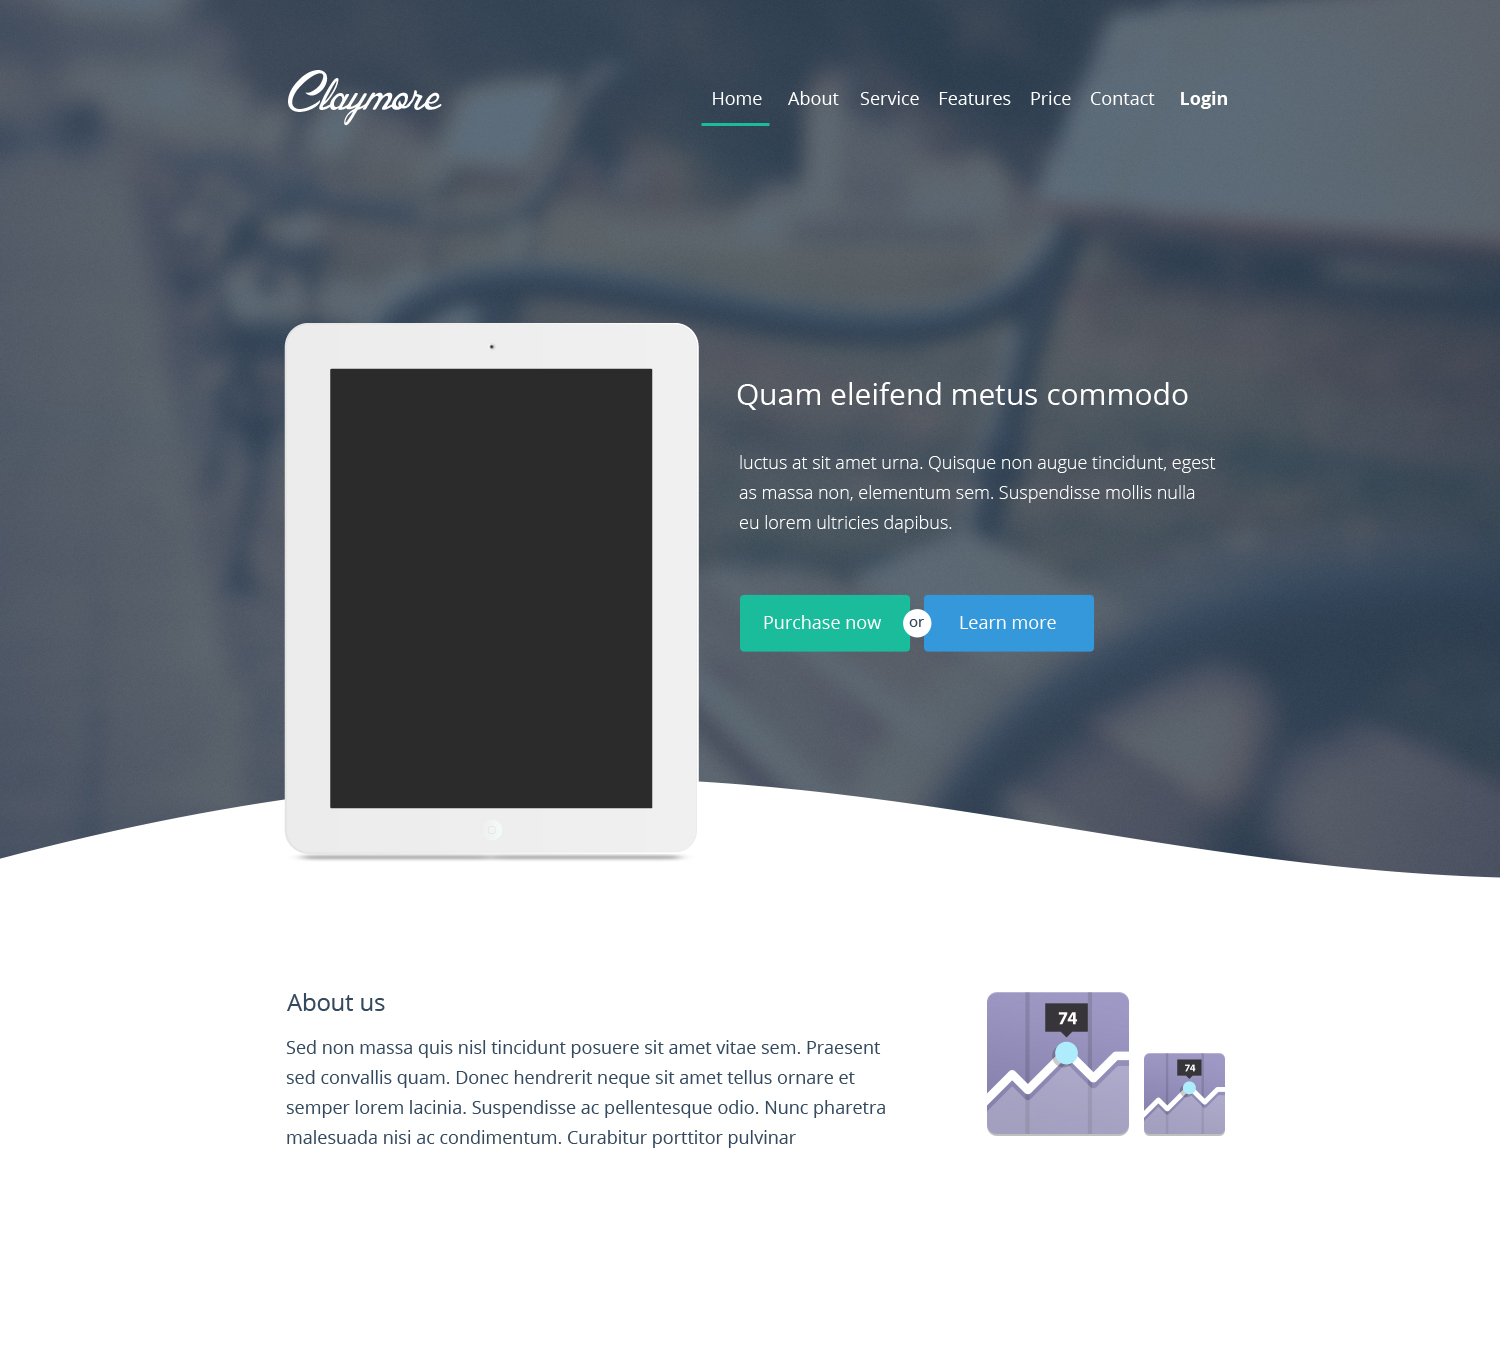 Claymore
Home About Service Features Price Contact Login
Quam eleifend metus commodo
luctus at sit amet urna. Quisque non augue tincidunt, egest
as massa non, elementum sem. Suspendisse mollis nulla
eu lorem ultricies dapibus.
Purchase now or Learn more
About us
Sed non massa quis nisl tincidunt posuere sit amet vitae sem. Praesent
sed convallis quam. Donec hendrerit neque sit amet tellus ornare et
semper lorem lacinia. Suspendisse ac pellentesque odio. Nunc pharetra
malesuada nisi ac condimentum. Curabitur porttitor pulvinar
74
74